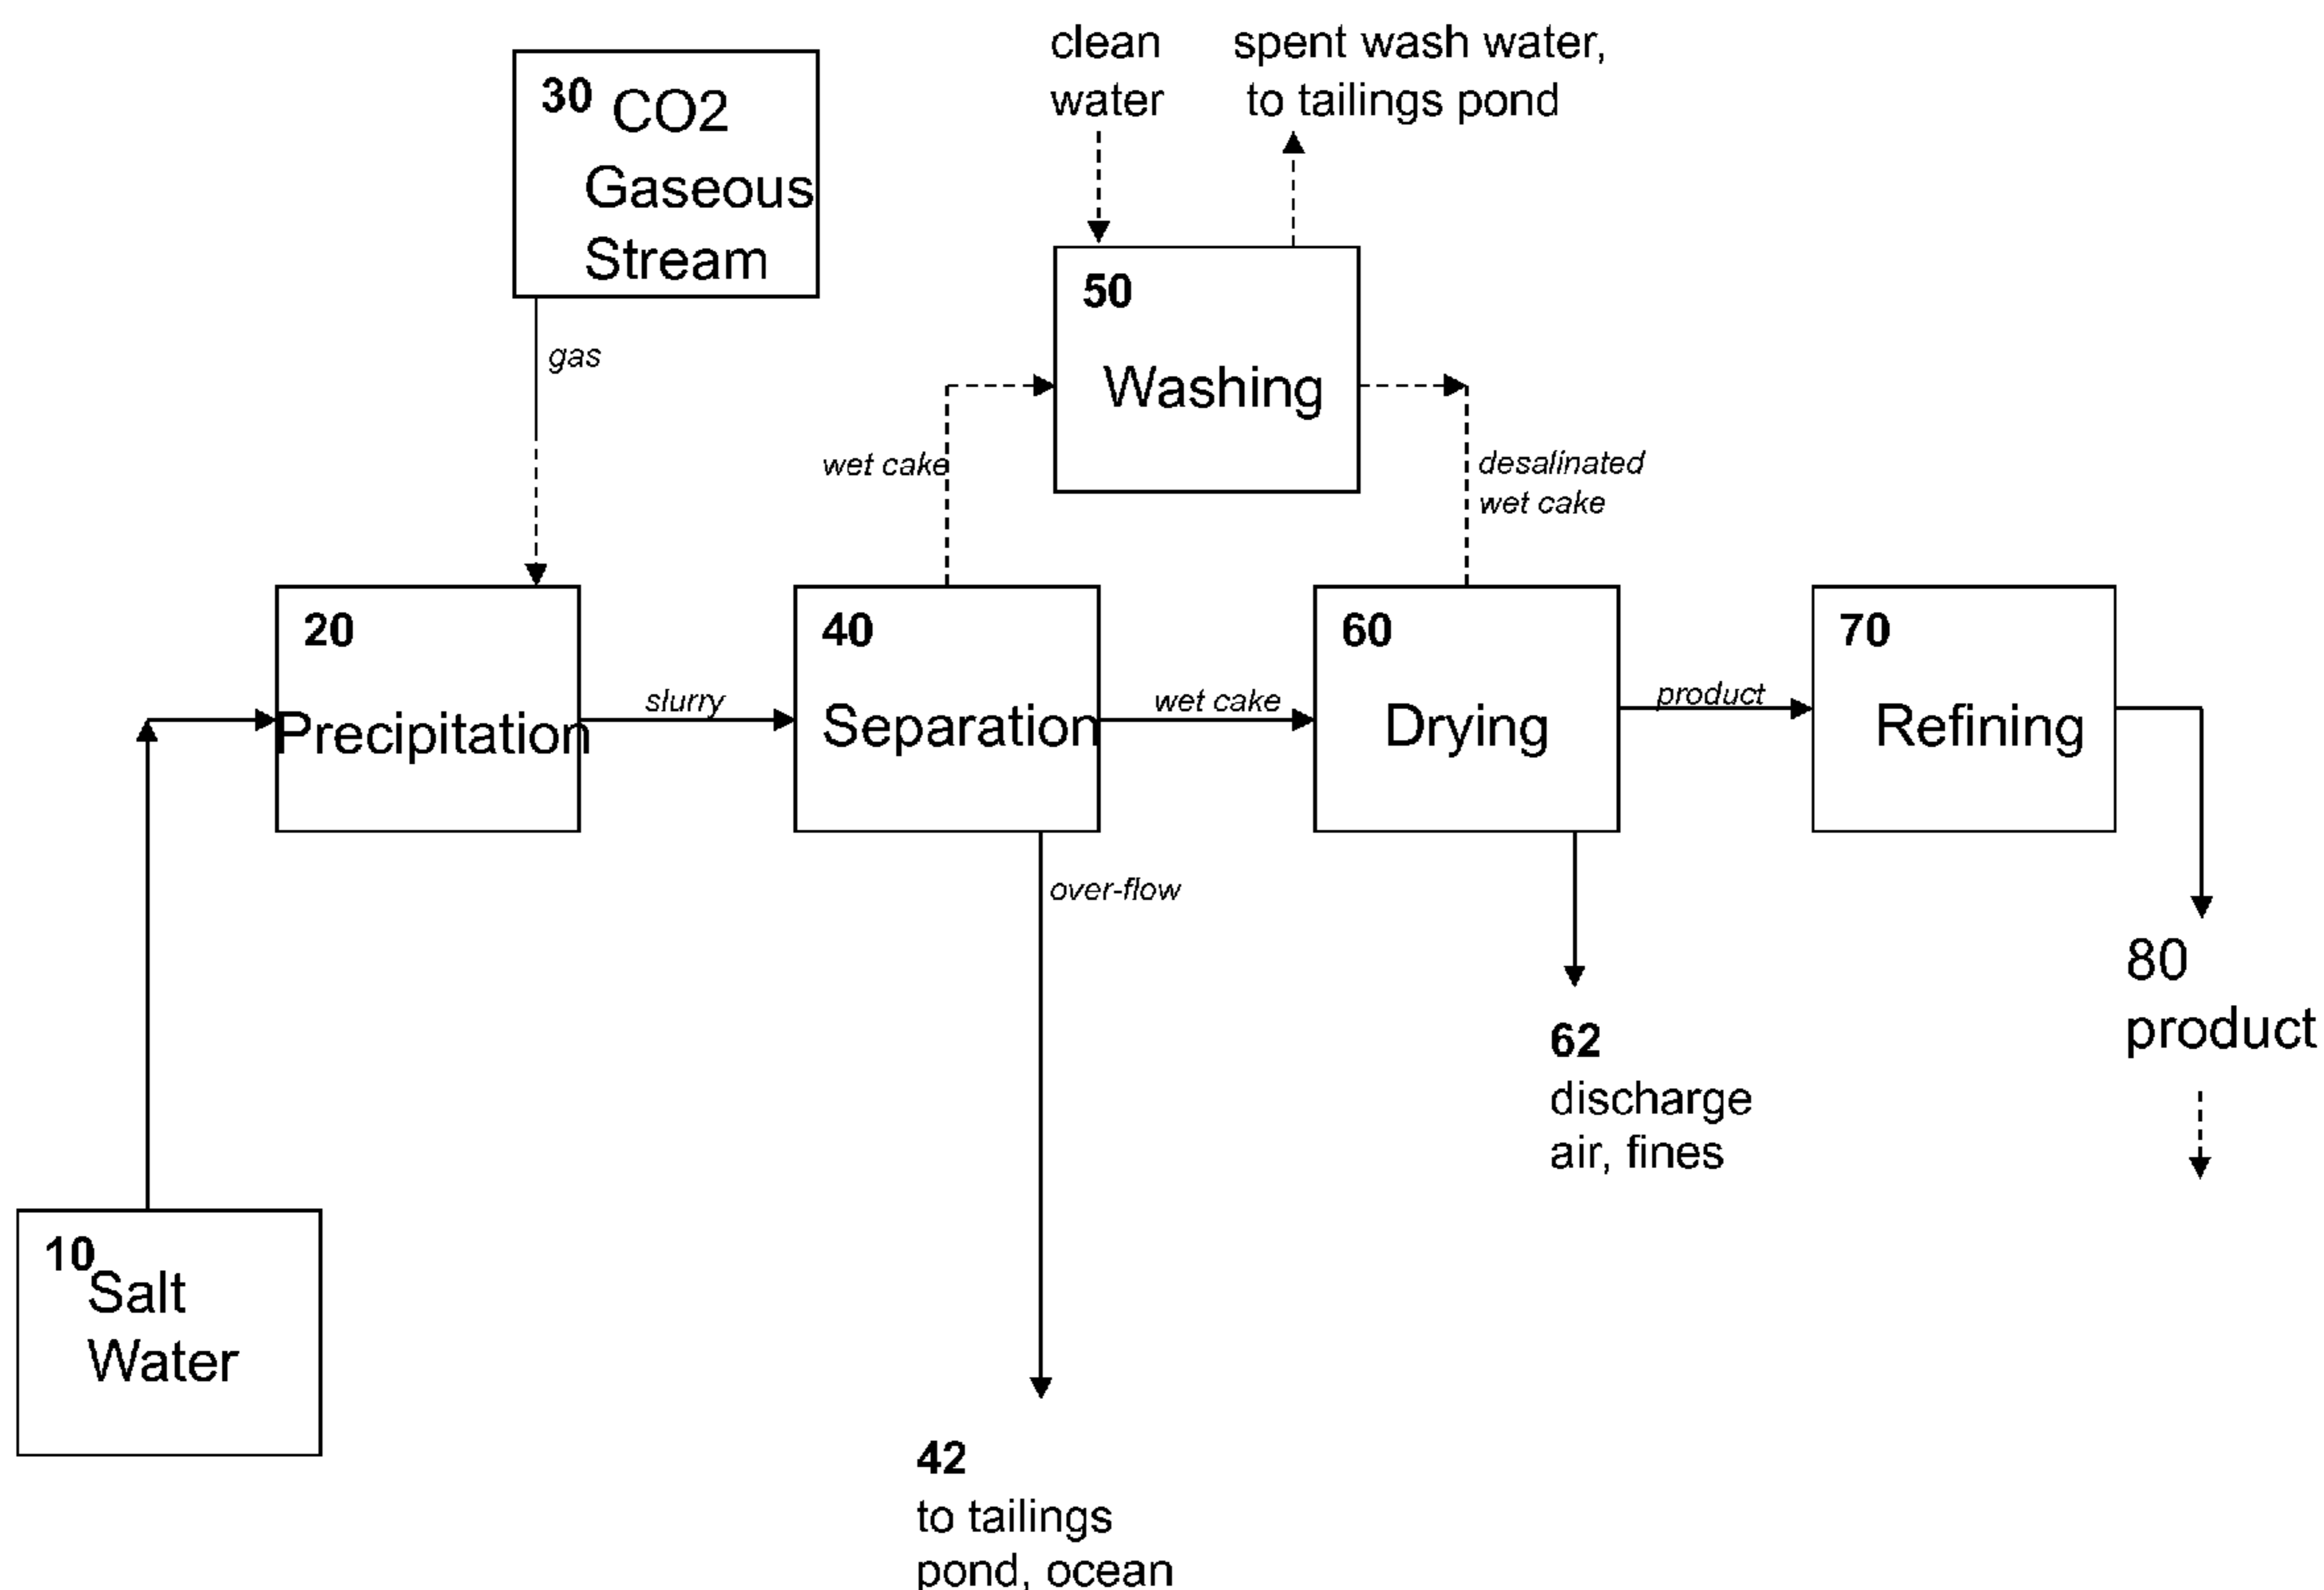 clean
water
spent wash water,
to tailings pond
30 CO2
Gaseous
Stream
gas
50
Washing
wet cake
desalinated
wet cake
20
Precipitation
slurry
40
Separation
wet cake
60
Drying
product
70
Refining
over-flow
80
product
62
discharge
air, fines
10
Salt
Water
42
to tailings
pond, ocean